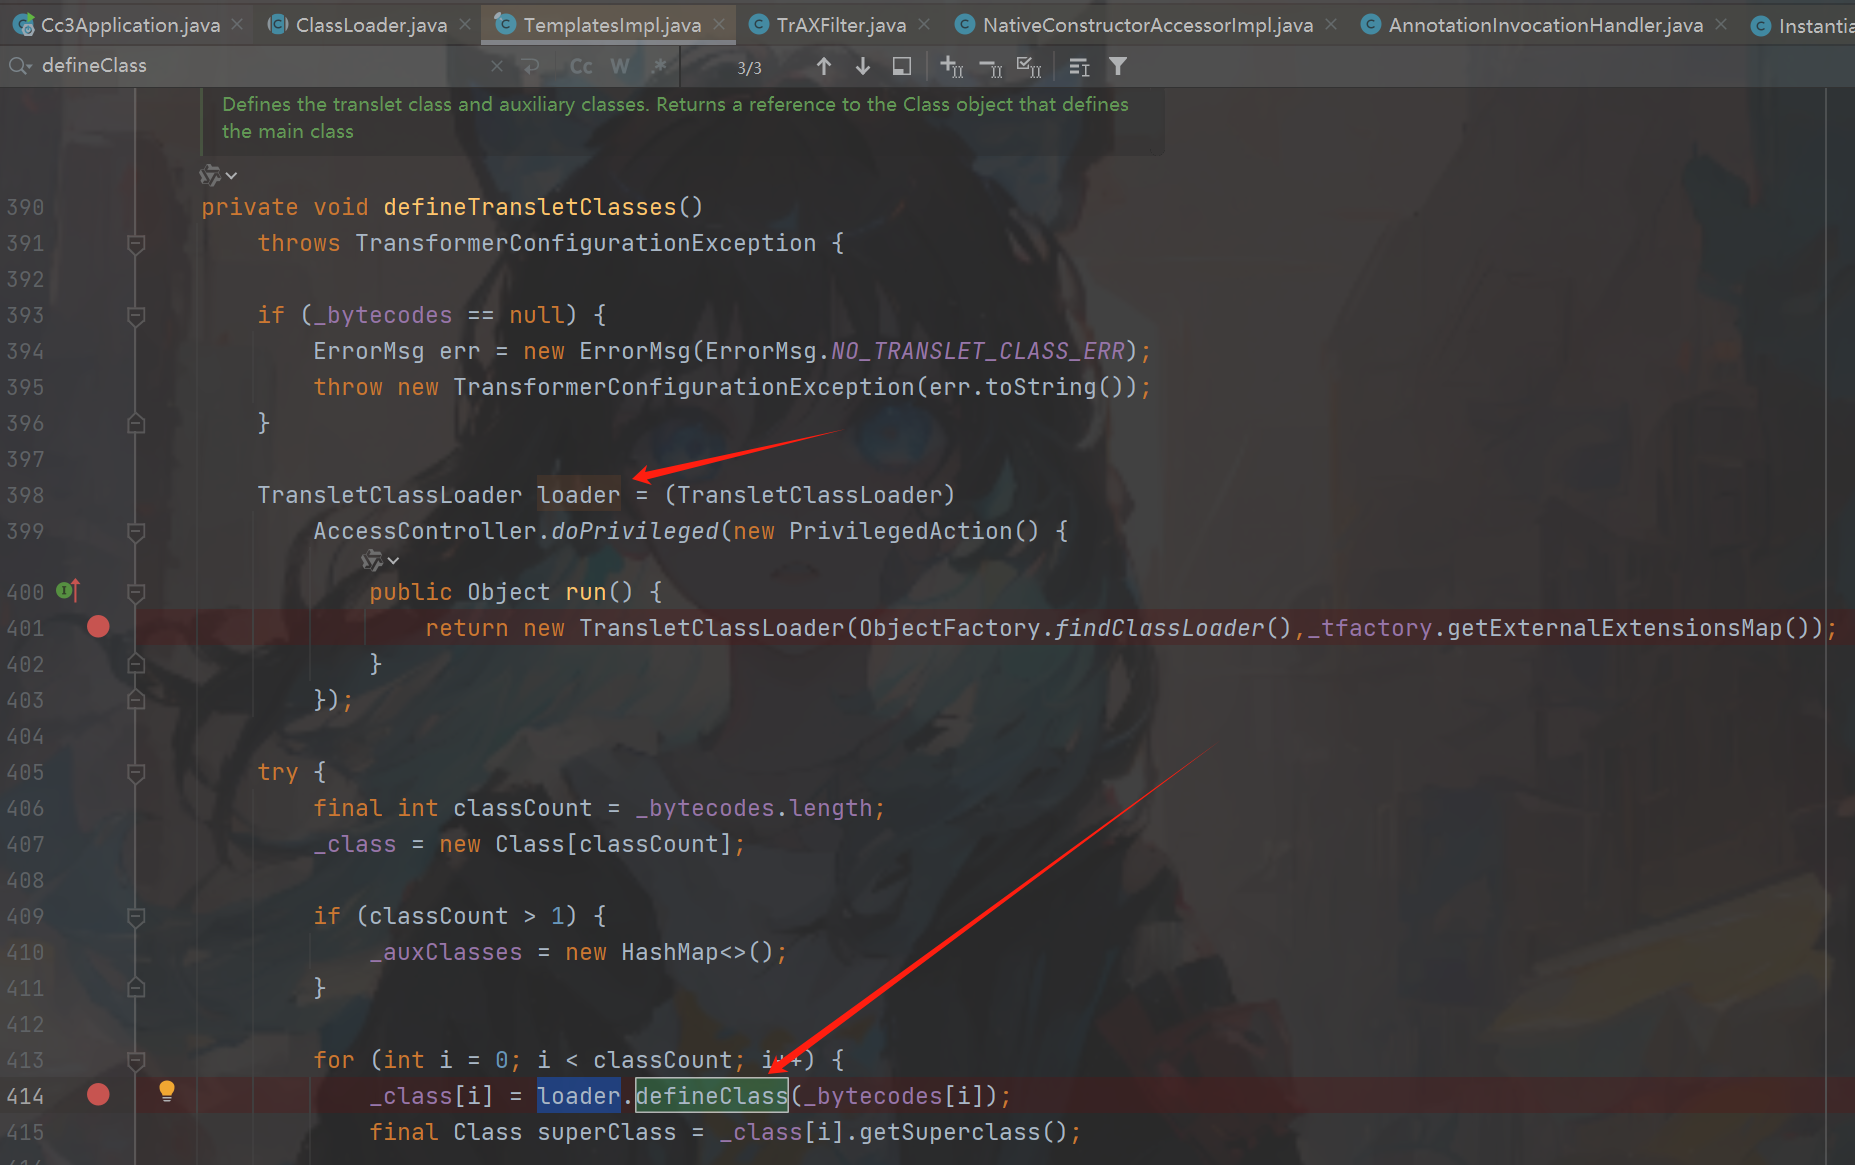 Cc3Application.java ClassLoader.java TemplatesImpl.java TrAXFilter.java NativeConstructorAccessorImpl.java AnnotationInvocationHandler.java Instantia
defineClass Cc W .* 3/3
Defines the translet class and auxiliary classes. Returns a reference to the Class object that defines
the main class
390 private void defineTransletClasses()
391 throws TransformerConfigurationException {
392
393 if (_bytecodes == null) {
394 ErrorMsg err = new ErrorMsg(ErrorMsg.NO_TRANSLET_CLASS_ERR);
395 throw new TransformerConfigurationException(err.toString());
396 }
397
398 TransletClassLoader loader = (TransletClassLoader)
399 AccessController.doPrivileged(new PrivilegedAction() {
400 public Object run() {
401 return new TransletClassLoader(ObjectFactory.findClassLoader(),_tfactory.getExternalExtensionsMap());
402 }
403 });
404
405 try {
406 final int classCount = _bytecodes.length;
407 _class = new Class[classCount];
408
409 if (classCount > 1) {
410 _auxClasses = new HashMap<>();
411 }
412
413 for (int i = 0; i < classCount; i++) {
414 _class[i] = loader.defineClass(_bytecodes[i]);
415 final Class superClass = _class[i].getSuperclass();